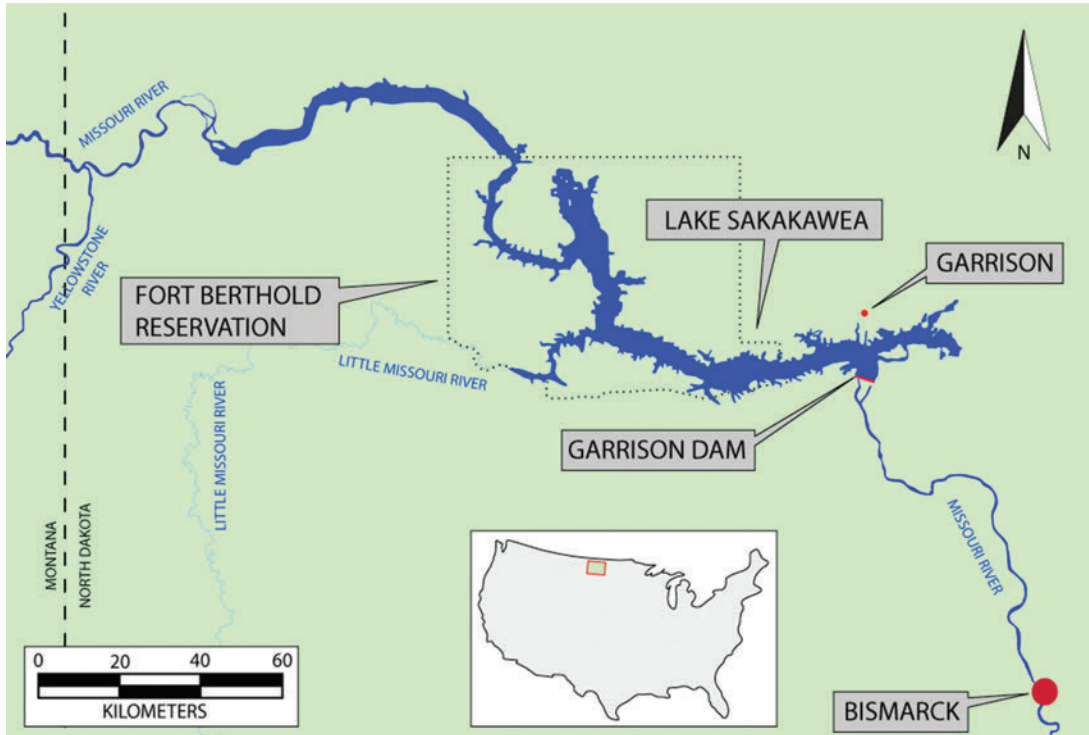 MISSOURI RIVER
N
LAKE SAKAKAWEA
GARRISON
YELLOWSTONE
RIVER
FORT BERTHOLD
RESERVATION
LITTLE MISSOURI RIVER
LITTLE MISSOURI RIVER
GARRISON DAM
MISSOURI RIVER
MONTANA
NORTH DAKOTA
0 20 40 60
KILOMETERS
BISMARCK